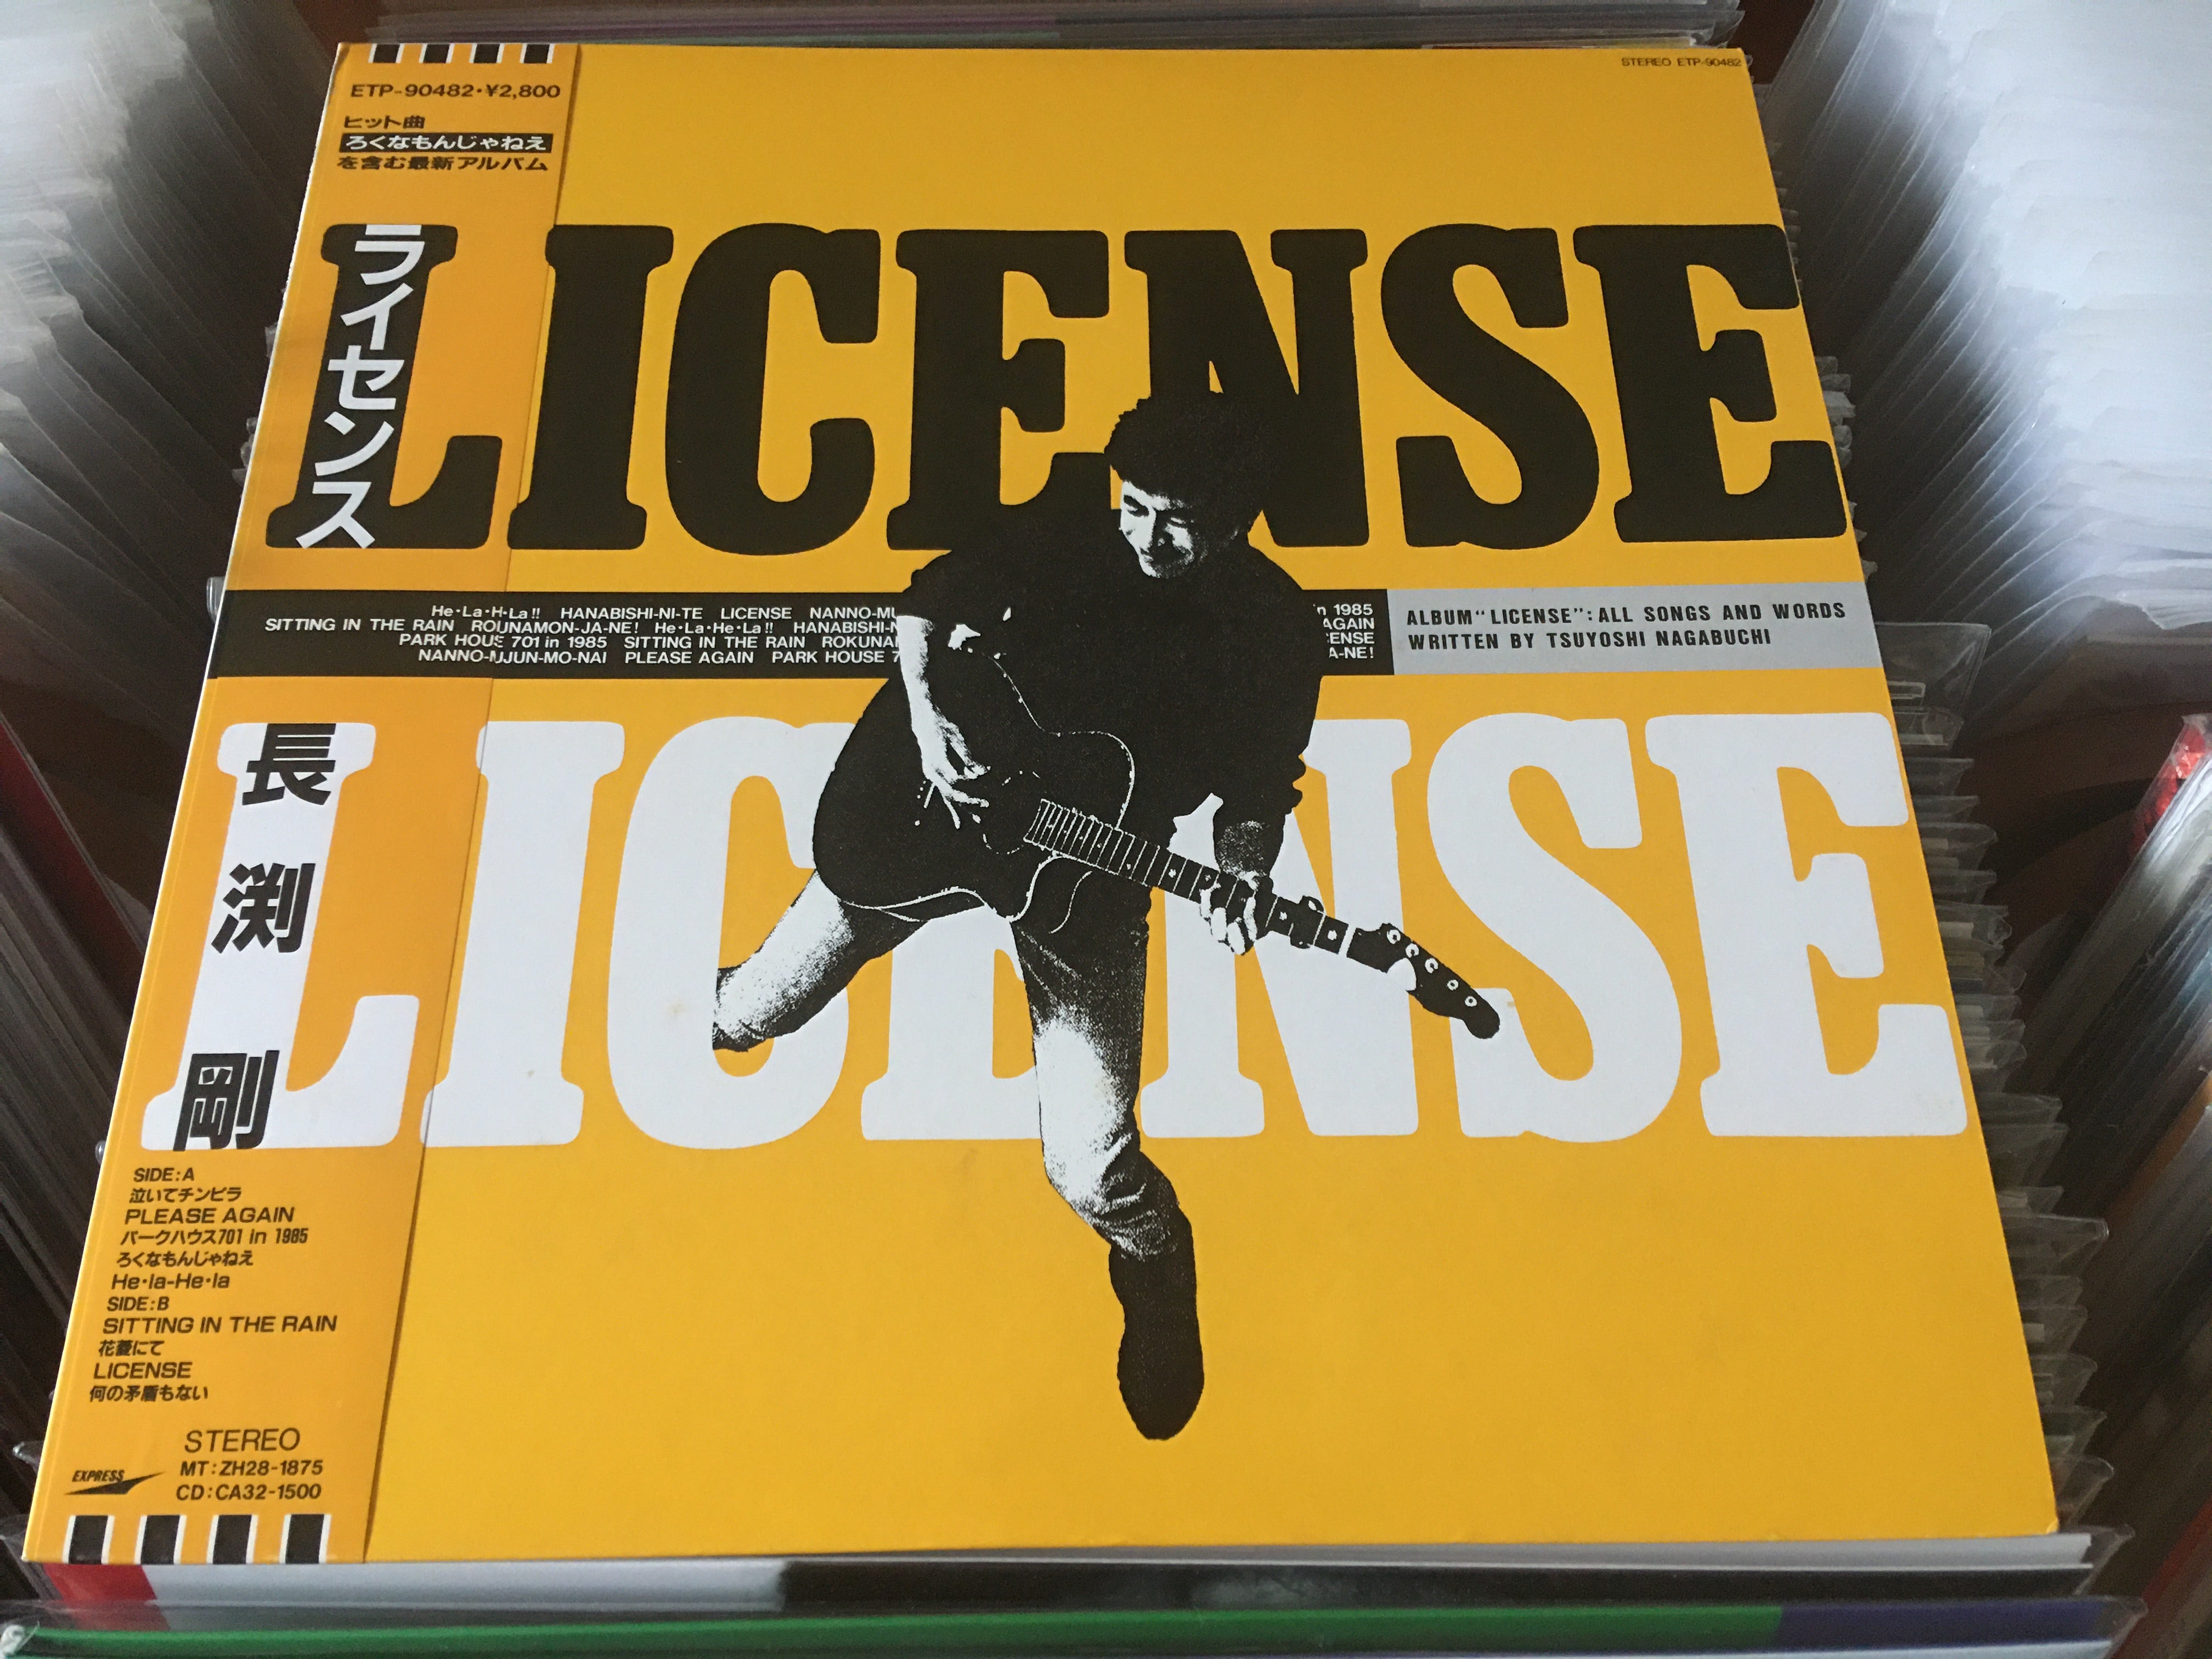 ETP-90482・¥2,800
STEREO ETP-90482
ヒット曲
ろくなもんじゃねえ
を含む最新アルバム
LICENSE
ライセンス
He・La・H・La!! HANABISHI-NI-TE LICENSE NANNO-MU
SITTING IN THE RAIN ROUNAMON-JA-NE! He・La・He・La!! HANABISHI-N
PARK HOUS 701 in 1985 SITTING IN THE RAIN ROKUNA
NANNO-MJUN-MO-NAI PLEASE AGAIN PARK HOUSE 7
in 1985
AGAIN
ENSE
A-NE!
ALBUM“LICENSE”:ALL SONGS AND WORDS
WRITTEN BY TSUYOSHI NAGABUCHI
LICENSE
長渕剛
SIDE:A
泣いてチンピラ
PLEASE AGAIN
パークハウス701 in 1985
ろくなもんじゃねえ
He・la-He・la
SIDE:B
SITTING IN THE RAIN
花菱にて
LICENSE
何の矛盾もない
STEREO
EXPRESS
MT:ZH28-1875
CD:CA32-1500